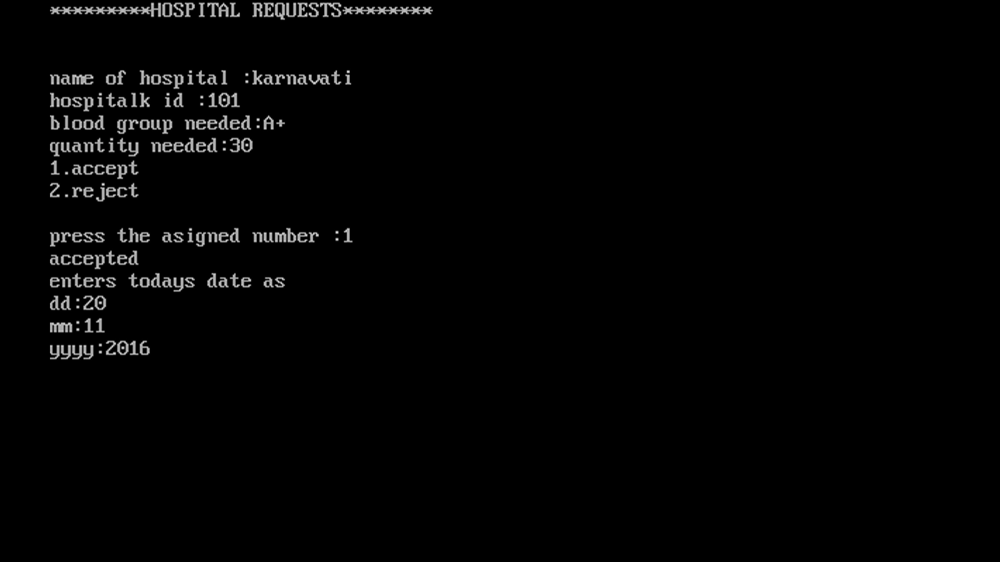 *********HOSPITAL REQUESTS********
name of hospital :karnavati
hospitalk id :101
blood group needed:A+
quantity needed:30
1.accept
2.reject
press the asigned number :1
accepted
enters todays date as
dd:20
mm:11
yyyy:2016